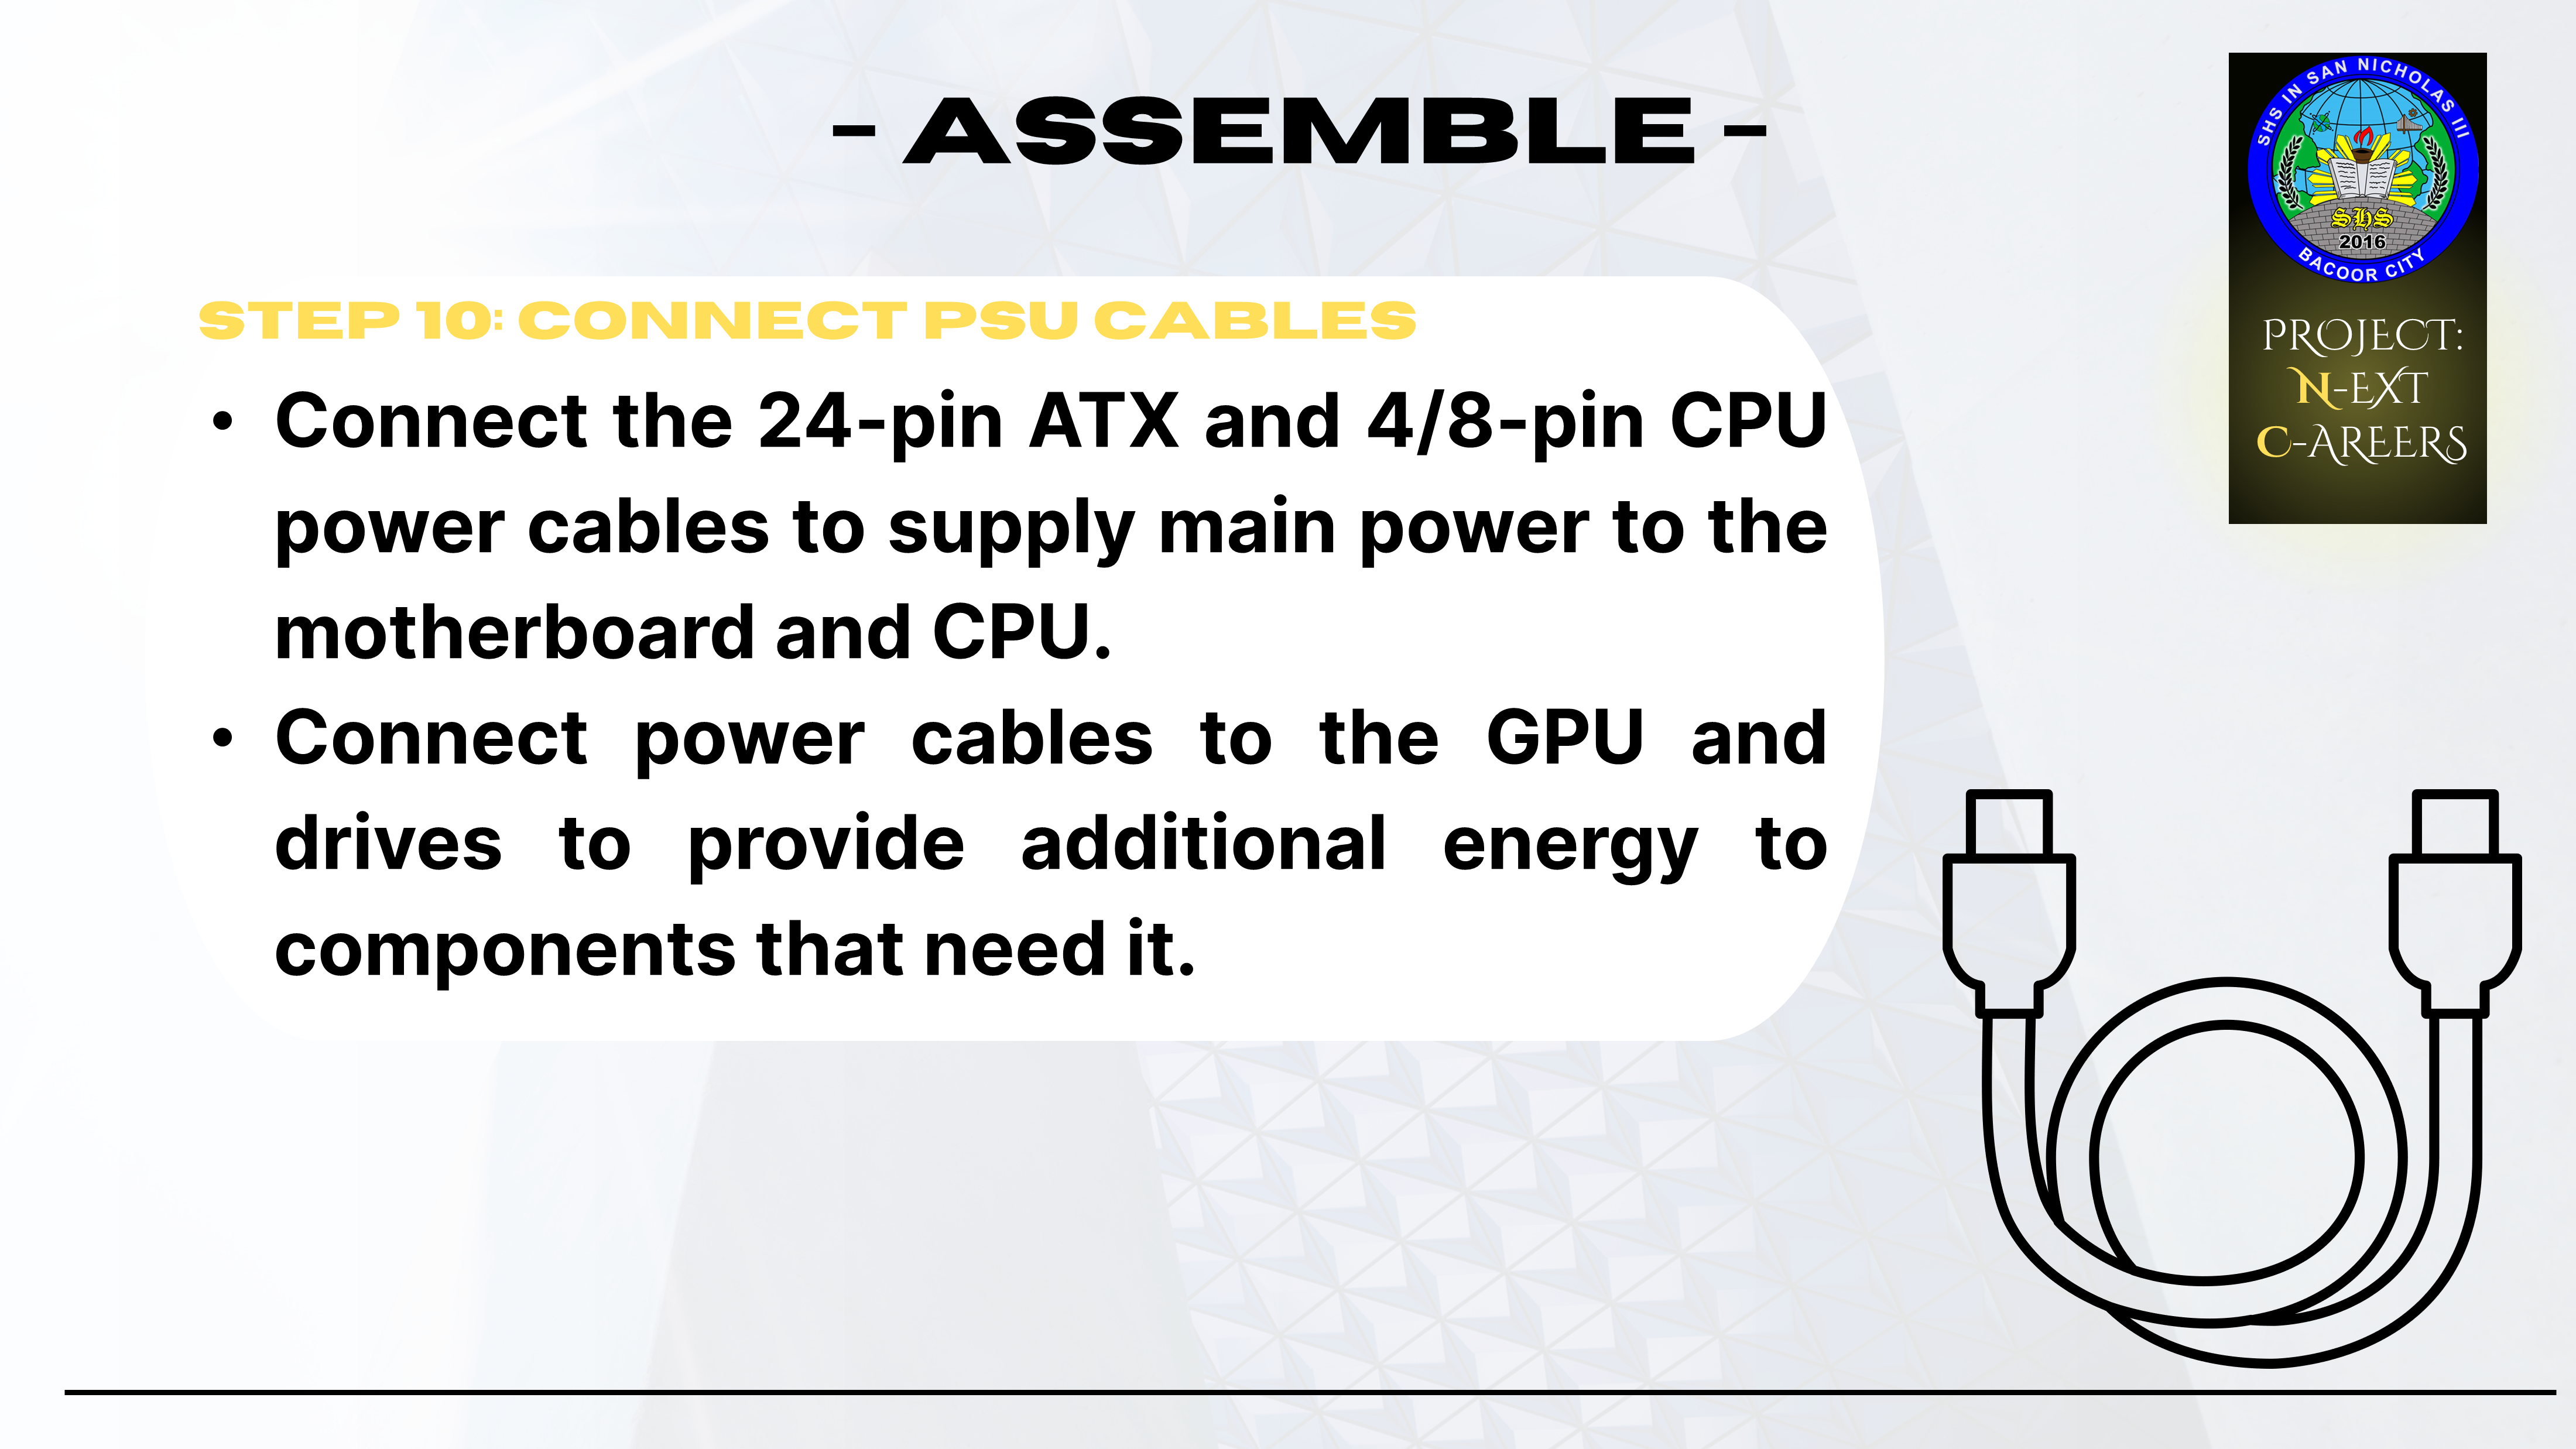 - ASSEMBLE -
SHS IN SAN NICHOLAS III
SHS
2016
BACOOR CITY
PROJECT:
N-EXT
C-AREERS
STEP 10: CONNECT PSU CABLES
• Connect the 24-pin ATX and 4/8-pin CPU
power cables to supply main power to the
motherboard and CPU.
• Connect power cables to the GPU and
drives to provide additional energy to
components that need it.